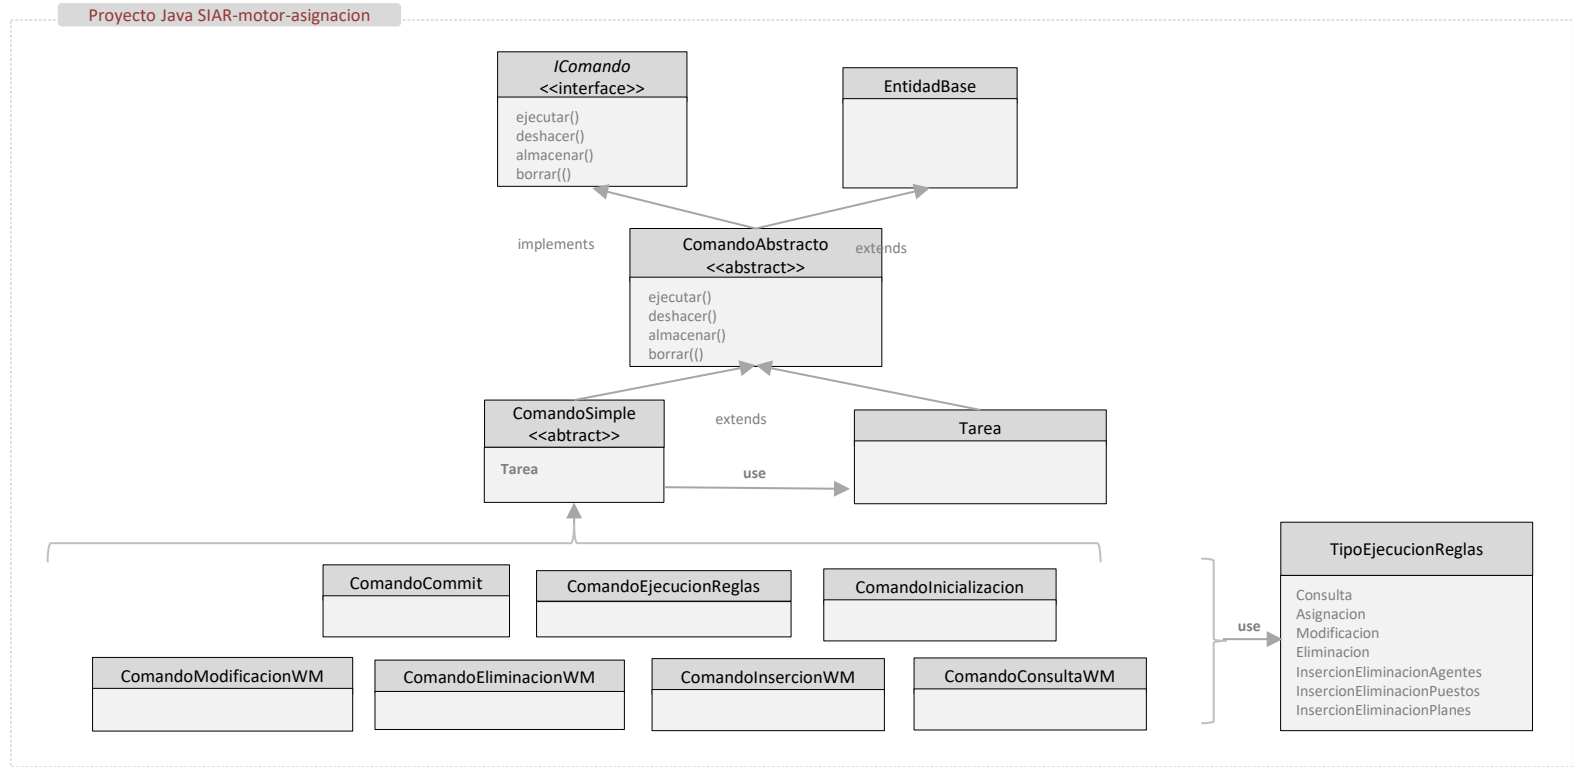 Proyecto Java SIAR-motor-asignacion
IComando
<<interface>>
ejecutar()
deshacer()
almacenar()
borrar(()
EntidadBase
implements
extends
ComandoAbstracto
<<abstract>>
ejecutar()
deshacer()
almacenar()
borrar(()
ComandoSimple
<<abtract>>
Tarea
extends
use
Tarea
ComandoCommit
ComandoEjecucionReglas
ComandoInicializacion
ComandoModificacionWM
ComandoEliminacionWM
ComandoInsercionWM
ComandoConsultaWM
use
TipoEjecucionReglas
Consulta
Asignacion
Modificacion
Eliminacion
InsercionEliminacionAgentes
InsercionEliminacionPuestos
InsercionEliminacionPlanes